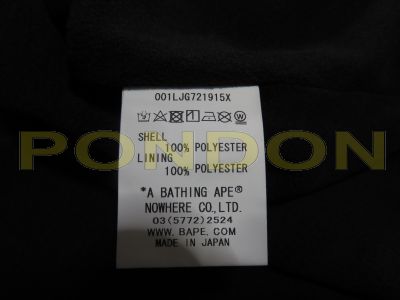 001LJG721915X
SHELL
100% POLYESTER
LINING
100% POLYESTER
PONDON
*A BATHING APE®
NOWHERE CO., LTD.
03(5772)2524
WWW.BAPE.COM
MADE IN JAPAN